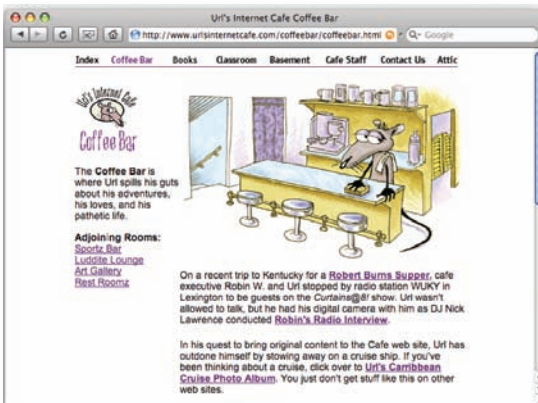 Url's Internet Cafe Coffee Bar
http://www.urlsinternetcafe.com/coffeebar/coffeebar.html
Google
Index Coffee Bar Books Classroom Basement Cafe Staff Contact Us Attic
Url's Internet Cafe
Coffee Bar
The Coffee Bar is
where Url spills his guts
about his adventures,
his loves, and his
pathetic life.
Adjoining Rooms:
Sportz Bar
Luddite Lounge
Art Gallery
Rest Roomz
On a recent trip to Kentucky for a Robert Burns Supper, cafe
executive Robin W. and Url stopped by radio station WUKY in
Lexington to be guests on the Curtains@8! show. Url wasn't
allowed to talk, but he had his digital camera with him as DJ Nick
Lawrence conducted Robin's Radio Interview.
In his quest to bring original content to the Cafe web site, Url has
outdone himself by stowing away on a cruise ship. If you've
been thinking about a cruise, click over to Url's Carribbean
Cruise Photo Album. You just don't get stuff like this on other
web sites.